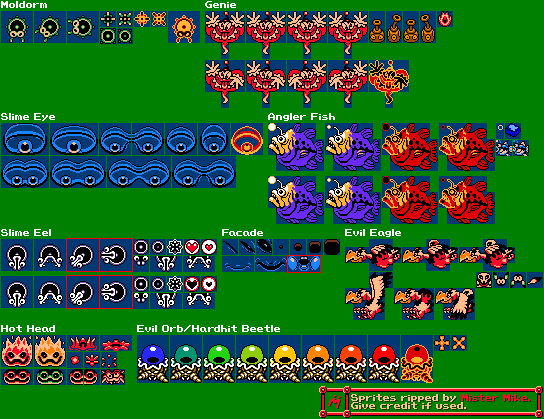 Moldorm
Genie
Slime Eye
Angler Fish
Slime Eel
Facade
Evil Eagle
Hot Head
Evil Orb/Hardhit Beetle
Sprites ripped by Mister Mike.
Give credit if used.